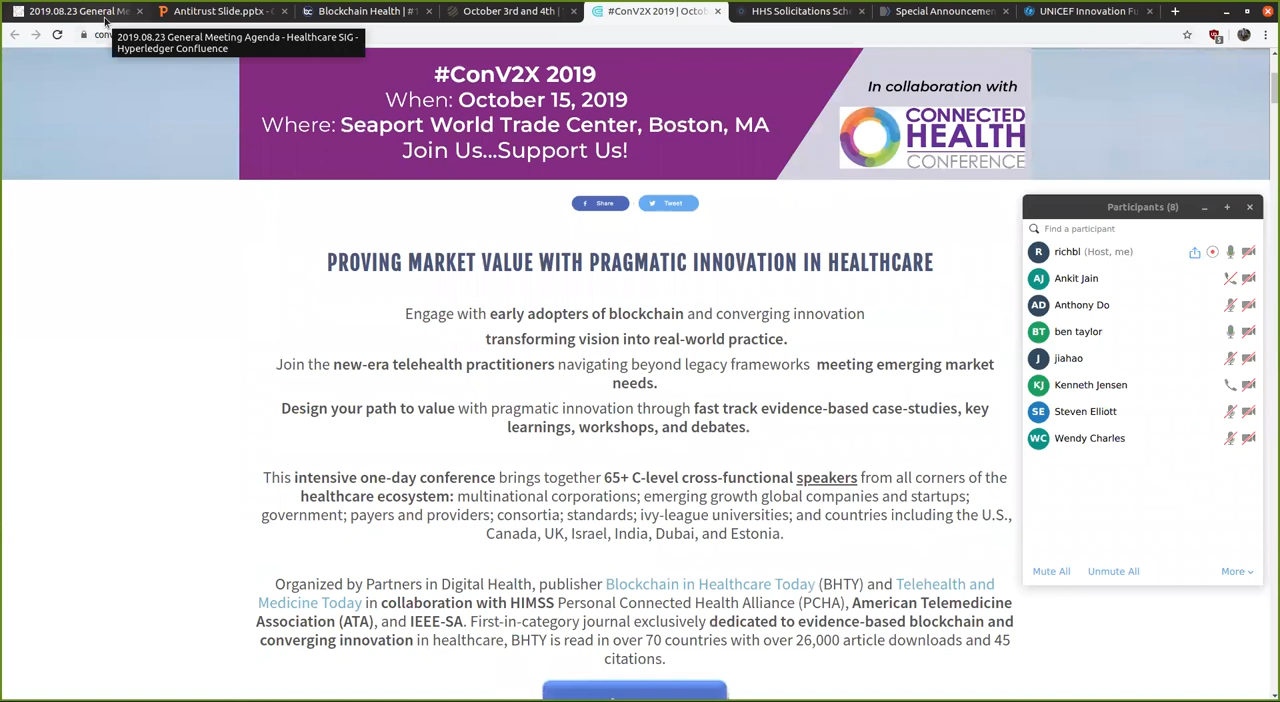 2019.08.23 General Me
Antitrust Slide.pptx - G
Blockchain Health | #1
October 3rd and 4th | 
#ConV2X 2019 | Octob
HHS Solicitations Sche
Special Announcemen
UNICEF Innovation Fu
2019.08.23 General Meeting Agenda - Healthcare SIG -
Hyperledger Confluence
#ConV2X 2019
When: October 15, 2019
Where: Seaport World Trade Center, Boston, MA
Join Us...Support Us!
In collaboration with
CONNECTED
HEALTH
CONFERENCE
Share
Tweet
PROVING MARKET VALUE WITH PRAGMATIC INNOVATION IN HEALTHCARE
Engage with early adopters of blockchain and converging innovation
transforming vision into real-world practice.
Join the new-era telehealth practitioners navigating beyond legacy frameworks meeting emerging market
needs.
Design your path to value with pragmatic innovation through fast track evidence-based case-studies, key
learnings, workshops, and debates.
This intensive one-day conference brings together 65+ C-level cross-functional speakers from all corners of the
healthcare ecosystem: multinational corporations; emerging growth global companies and startups;
government; payers and providers; consortia; standards; ivy-league universities; and countries including the U.S.,
Canada, UK, Israel, India, Dubai, and Estonia.
Organized by Partners in Digital Health, publisher Blockchain in Healthcare Today (BHTY) and Telehealth and
Medicine Today in collaboration with HIMSS Personal Connected Health Alliance (PCHA), American Telemedicine
Association (ATA), and IEEE-SA. First-in-category journal exclusively dedicated to evidence-based blockchain and
converging innovation in healthcare, BHTY is read in over 70 countries with over 26,000 article downloads and 45
citations.
Participants (8)
Find a participant
R richbl (Host, me)
AJ Ankit Jain
AD Anthony Do
BT ben taylor
J jiahao
KJ Kenneth Jensen
SE Steven Elliott
WC Wendy Charles
Mute All
Unmute All
More